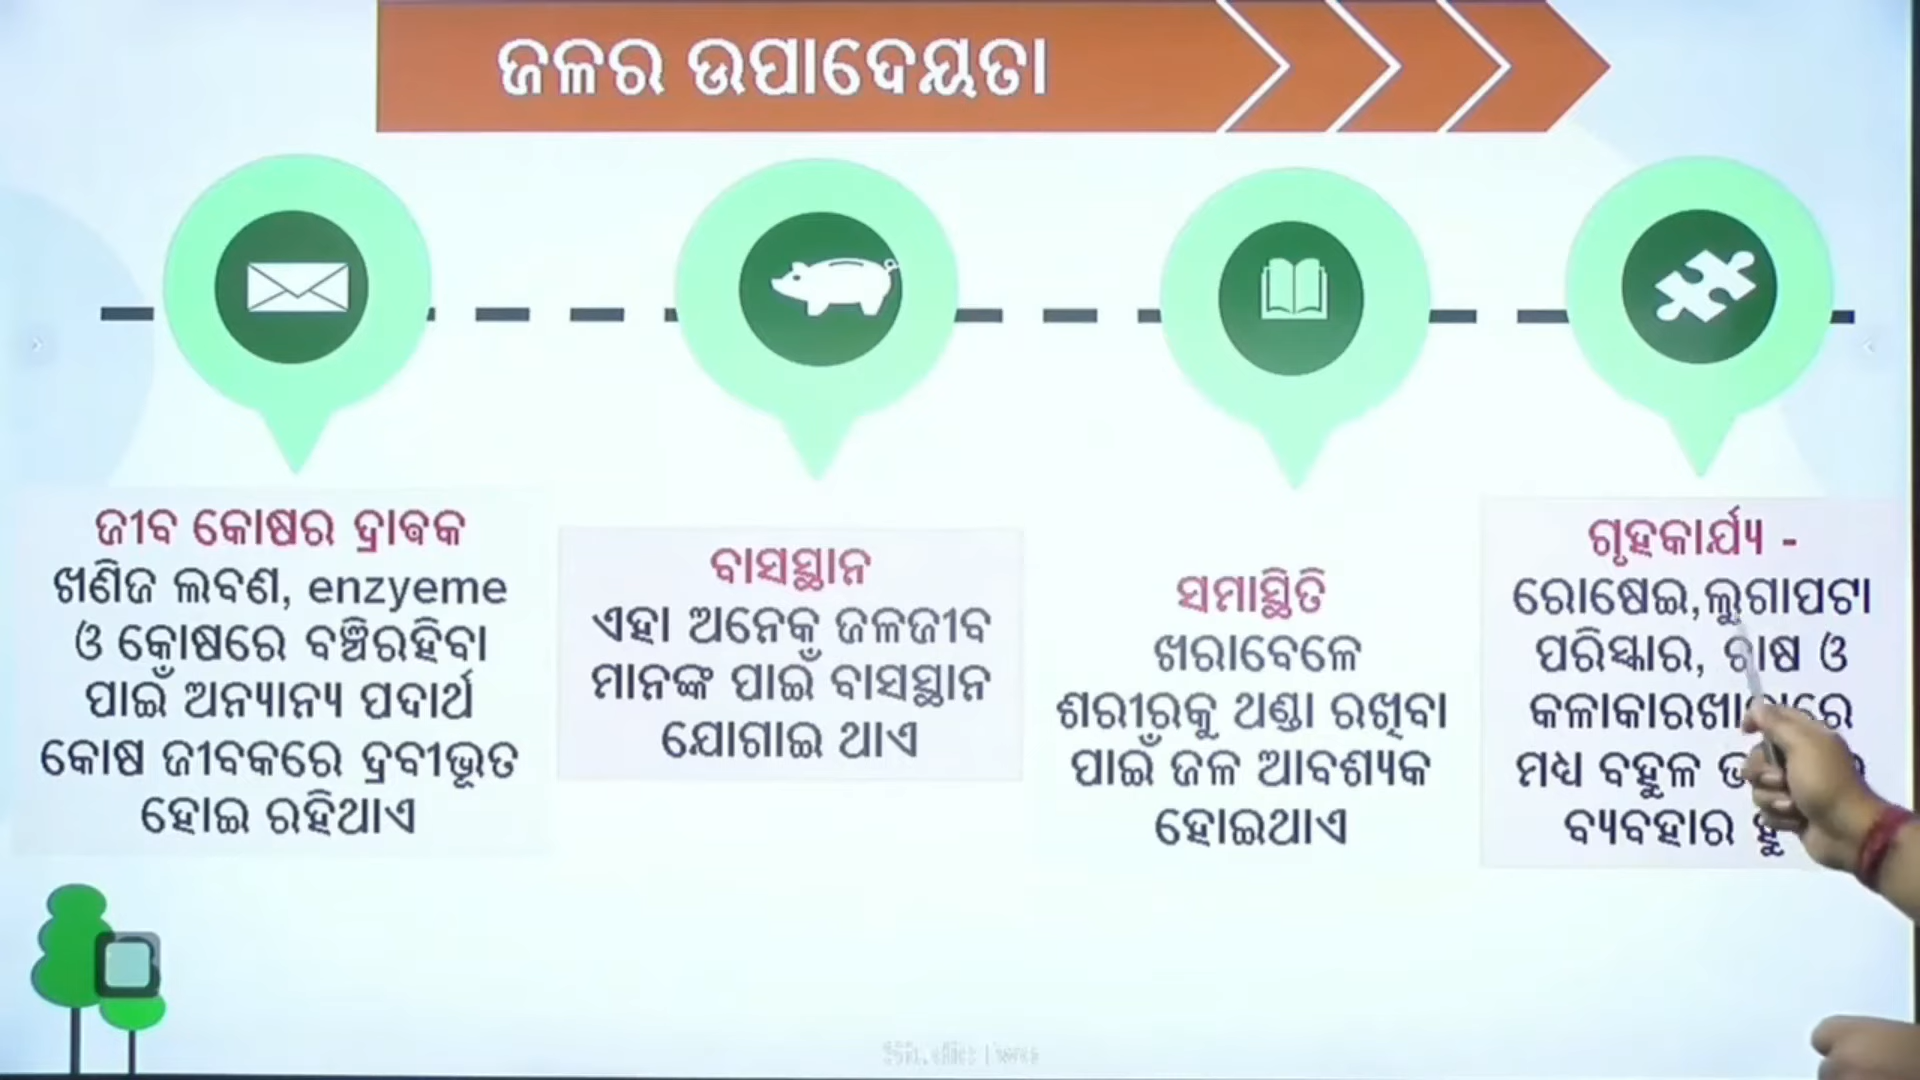 ଜଳର ଉପାଦେୟତା
ଜୀବ କୋଷର ଦ୍ରାବକ
ଖଣିଜ ଲବଣ, enzyeme
ଓ କୋଷରେ ବଞ୍ଚିରହିବା
ପାଇଁ ଅନ୍ୟାନ୍ୟ ପଦାର୍ଥ
କୋଷ ଜୀବକରେ ଦ୍ରବୀଭୂତ
ହୋଇ ରହିଥାଏ
ବାସସ୍ଥାନ
ଏହା ଅନେକ ଜଳଜୀବ
ମାନଙ୍କ ପାଇଁ ବାସସ୍ଥାନ
ଯୋଗାଇ ଥାଏ
ସମାସ୍ଥିତି
ଖରାବେଳେ
ଶରୀରକୁ ଥଣ୍ଡା ରଖିବା
ପାଇଁ ଜଳ ଆବଶ୍ୟକ
ହୋଇଥାଏ
ଗୃହକାର୍ଯ୍ୟ -
ରୋଷେଇ,ଲୁଗାପଟା
ପରିସ୍କାର, ଚାଷ ଓ
ମଧ୍ୟ ବହୁଳ
ବ୍ୟବହାର